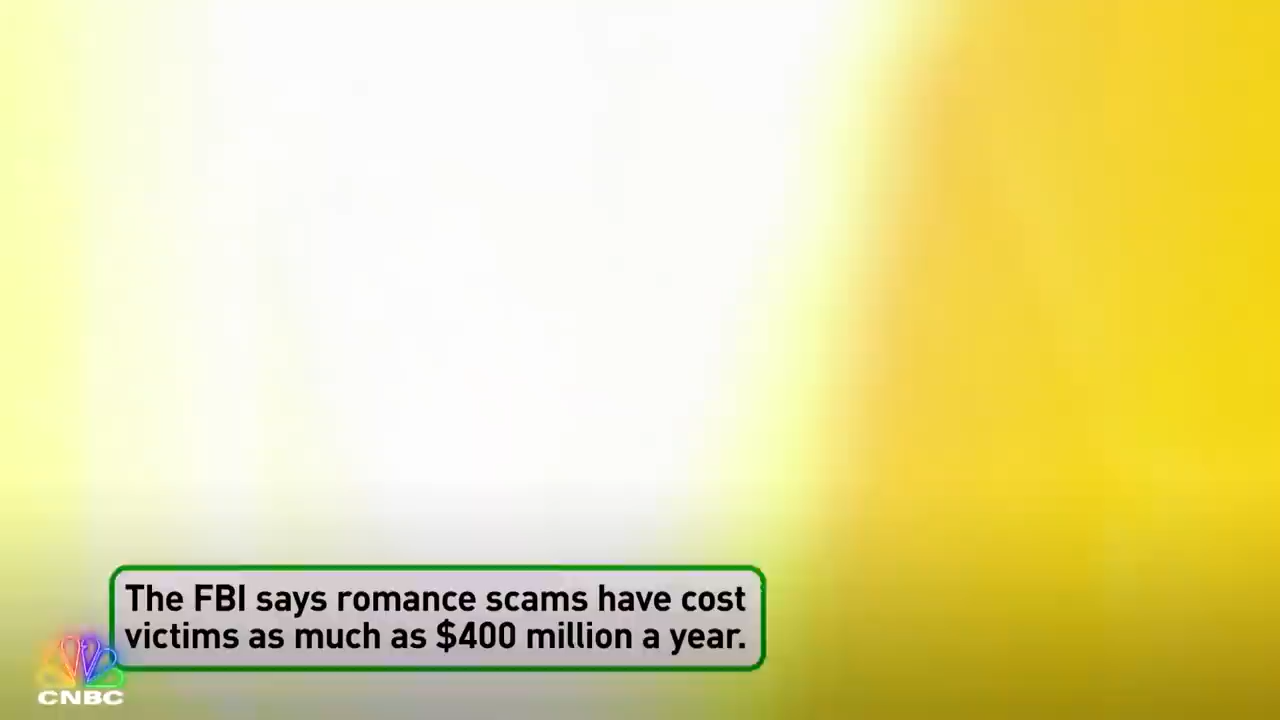 The FBI says romance scams have cost
victims as much as $400 million a year.
CNBC